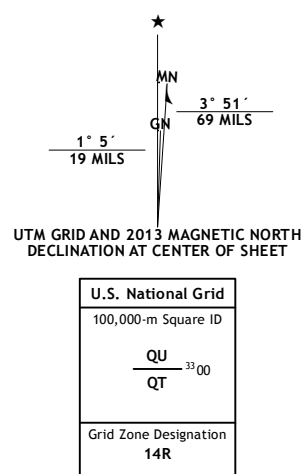 ★
MN
3° 51´
69 MILS
GN
1° 5´
19 MILS
UTM GRID AND 2013 MAGNETIC NORTH
DECLINATION AT CENTER OF SHEET
U.S. National Grid
100,000-m Square ID
QU
3300
QT
Grid Zone Designation
14R